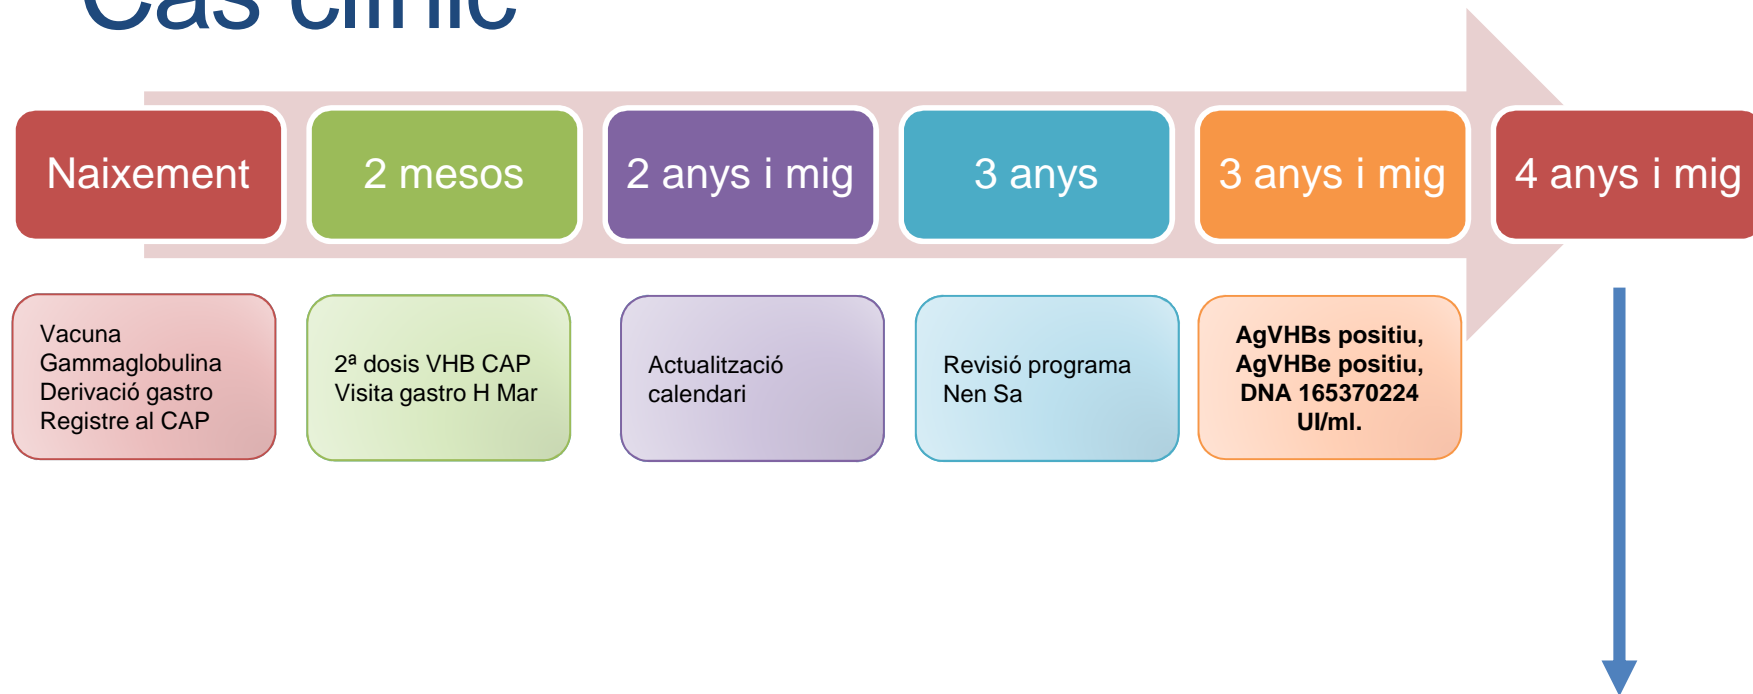 Cas clínic
Naixement
2 mesos
2 anys i mig
3 anys
3 anys i mig
4 anys i mig
Vacuna
Gammaglobulina
Derivació gastro
Registre al CAP
2ª dosis VHB CAP
Visita gastro H Mar
Actualització
calendari
Revisió programa
Nen Sa
AgVHBs positiu,
AgVHBe positiu,
DNA 165370224
UI/ml.